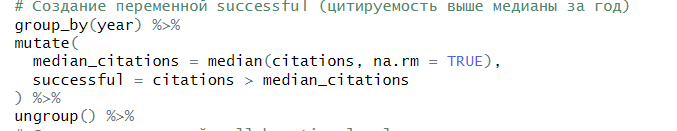 # Создание переменной successful (цитируемость выше медианы за год)
group_by(year) %>%
mutate(
median_citations = median(citations, na.rm = TRUE),
successful = citations > median_citations
) %>%
ungroup() %>%